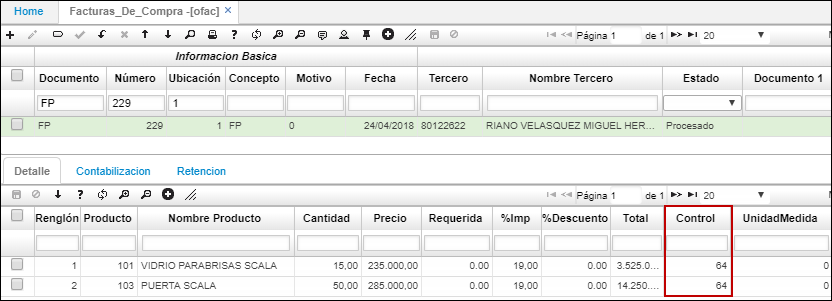 Home Facturas_De_Compra -[ofac] ×
Página 1 de 1 20
Informacion Basica
Documento Número Ubicación Concepto Motivo Fecha Tercero Nombre Tercero Estado Documento 1
FP 229 1
FP 229 1 FP 0 24/04/2018 80122622 RIANO VELASQUEZ MIGUEL HER... Procesado
Detalle Contabilizacion Retencion
Página 1 de 1 20
Renglón Producto Nombre Producto Cantidad Precio Requerida %Imp %Descuento Total Control UnidadMedida
1 101 VIDRIO PARABRISAS SCALA 15,00 235.000,00 0.00 19,00 0.00 3.525.0... 64 0
2 103 PUERTA SCALA 50,00 285.000,00 0.00 19,00 0.00 14.250.... 64 0